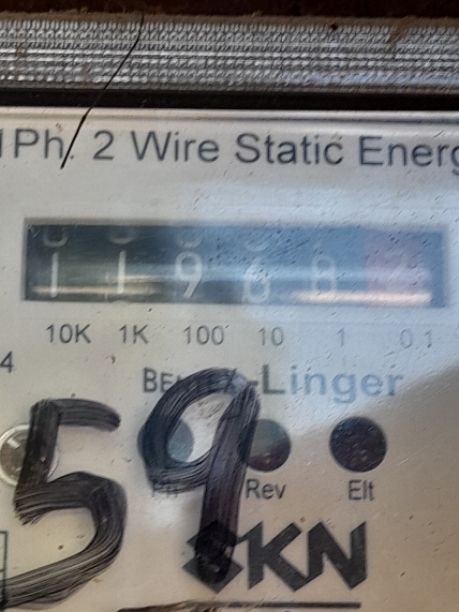 1Ph. 2 Wire Static Energ
1 1 9 6 8
10K 1K 100 10 1 0.1
4
-Linger
59
Rev Elt
KN